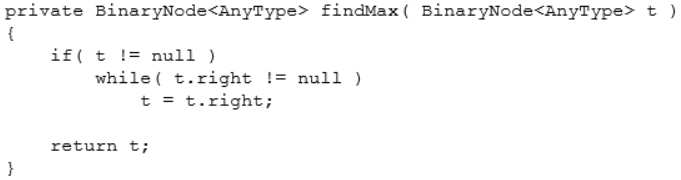 private BinaryNode<AnyType> findMax( BinaryNode<AnyType> t )
{
    if( t != null )
        while( t.right != null )
            t = t.right;

    return t;
}